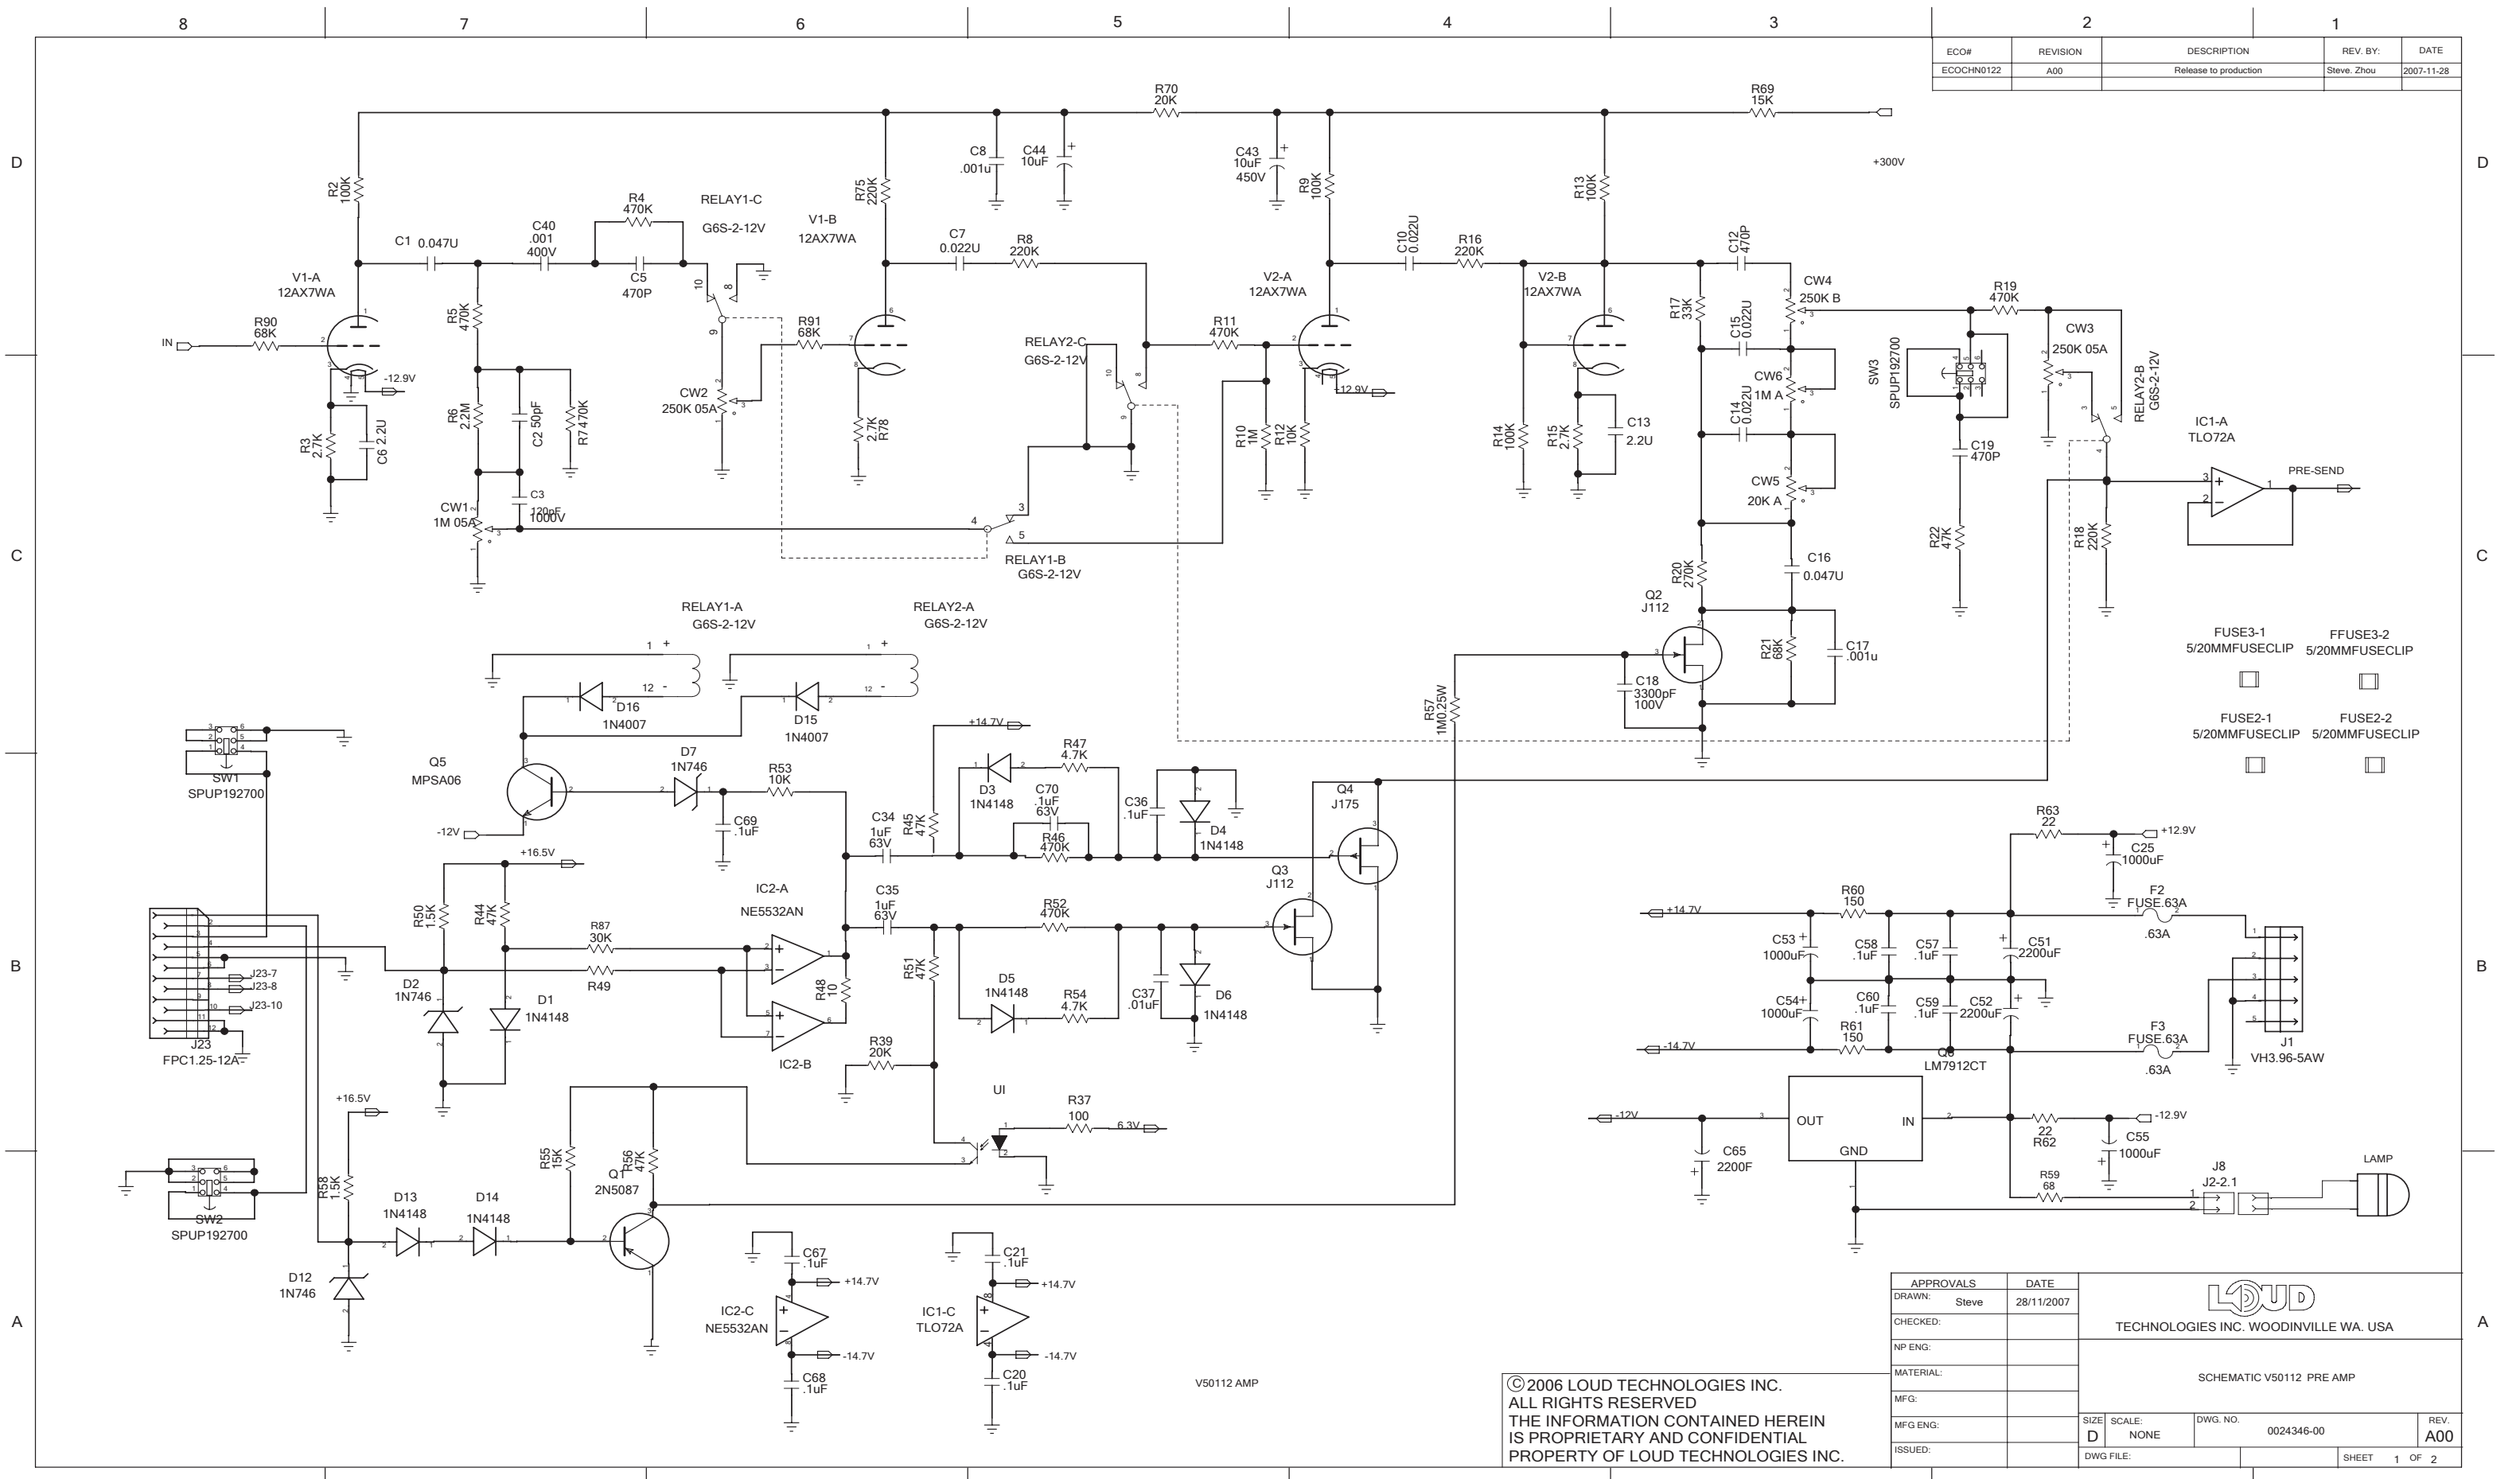 8 7 6 5 4 3 2 1
ECO# REVISION DESCRIPTION REV. BY: DATE
ECOCHN0122 A00 Release to production Steve. Zhou 2007-11-28
D
D
R70
20K
R69
15K
+300V
R2
100K
C8
.001u
C44
10uF
C43
10uF
450V
R75
220K
R9
100K
R13
100K
R4
470K
RELAY1-C
G6S-2-12V
V1-B
12AX7WA
C1 0.047U
C40
.001
400V
C5
470P
C7
0.022U
R8
220K
C10
0.022U
R16
220K
C12
470P
V1-A
12AX7WA
V2-A
12AX7WA
V2-B
12AX7WA
R17
33K
C15
0.022U
CW4
250K B
R19
470K
IN
R90
68K
R5
470K
R91
68K
RELAY2-C
G6S-2-12V
R11
470K
CW3
250K 05A
SW3
SPUP192700
RELAY2-B
G6S-2-12V
-12.9V
+12.9V
CW2
250K 05A
CW6
1M A
C14
0.022U
R3
2.7K
C6 2.2U
R6
2.2M
C2 50pF
R7 470K
2.7K
R78
R10
1M
R12
10K
R14
100K
R15
2.7K
C13
2.2U
IC1-A
TLO72A
C19
470P
PRE-SEND
CW1
1M 05A
C3
120pF
1000V
CW5
20K A
C
C
RELAY1-B
G6S-2-12V
R22
47K
R18
220K
R20
270K
C16
0.047U
Q2
J112
RELAY1-A
G6S-2-12V
RELAY2-A
G6S-2-12V
R21
68K
C17
.001u
C18
3300pF
100V
R57
1M0.25W
FUSE3-1
5/20MMFUSECLIP
FFUSE3-2
5/20MMFUSECLIP
FUSE2-1
5/20MMFUSECLIP
FUSE2-2
5/20MMFUSECLIP
D16
1N4007
D15
1N4007
+14.7V
SW1
SPUP192700
Q5
MPSA06
D7
1N746
R53
10K
R47
4.7K
D3
1N4148
C70
.1uF
63V
C36
.1uF
D4
1N4148
Q4
J175
-12V
C69
.1uF
C34
1uF
63V
R45
47K
R46
470K
R63
22
+12.9V
C25
1000uF
+16.5V
IC2-A
NE5532AN
C35
1uF
63V
R52
470K
Q3
J112
R60
150
F2
FUSE.63A
.63A
+14.7V
R50
15K
R44
47K
R87
30K
R49
C53
1000uF
C58
.1uF
C57
.1uF
C51
2200uF
B
B
J23-7
J23-8
J23-10
D2
1N746
D1
1N4148
R48
10
R51
47K
D5
1N4148
R54
4.7K
C37
.01uF
D6
1N4148
C54
1000uF
C60
.1uF
C59
.1uF
C52
2200uF
R61
150
F3
FUSE.63A
.63A
J1
VH3.96-5AW
J23
FPC1.25-12A-
R39
20K
IC2-B
-14.7V
LM7912CT
UI
R37
100
6.3V
+16.5V
-12V
OUT IN
GND
22
R62
-12.9V
C55
1000uF
R55
15K
R56
47K
Q1
2N5087
C65
2200F
R59
68
J8
J2-2.1
LAMP
R58
1.5K
SW2
SPUP192700
D13
1N4148
D14
1N4148
D12
1N746
C67
.1uF
+14.7V
IC2-C
NE5532AN
-14.7V
C68
.1uF
C21
.1uF
+14.7V
IC1-C
TLO72A
-14.7V
C20
.1uF
V50112 AMP
A
A
© 2006 LOUD TECHNOLOGIES INC.
ALL RIGHTS RESERVED
THE INFORMATION CONTAINED HEREIN
IS PROPRIETARY AND CONFIDENTIAL
PROPERTY OF LOUD TECHNOLOGIES INC.
APPROVALS DATE
DRAWN: Steve 28/11/2007
CHECKED:
NP ENG:
MATERIAL:
MFG:
MFG ENG:
ISSUED:
LOUD
TECHNOLOGIES INC. WOODINVILLE WA. USA
SCHEMATIC V50112 PRE AMP
SIZE SCALE: DWG. NO. REV.
D NONE 0024346-00 A00
DWG FILE: SHEET 1 OF 2